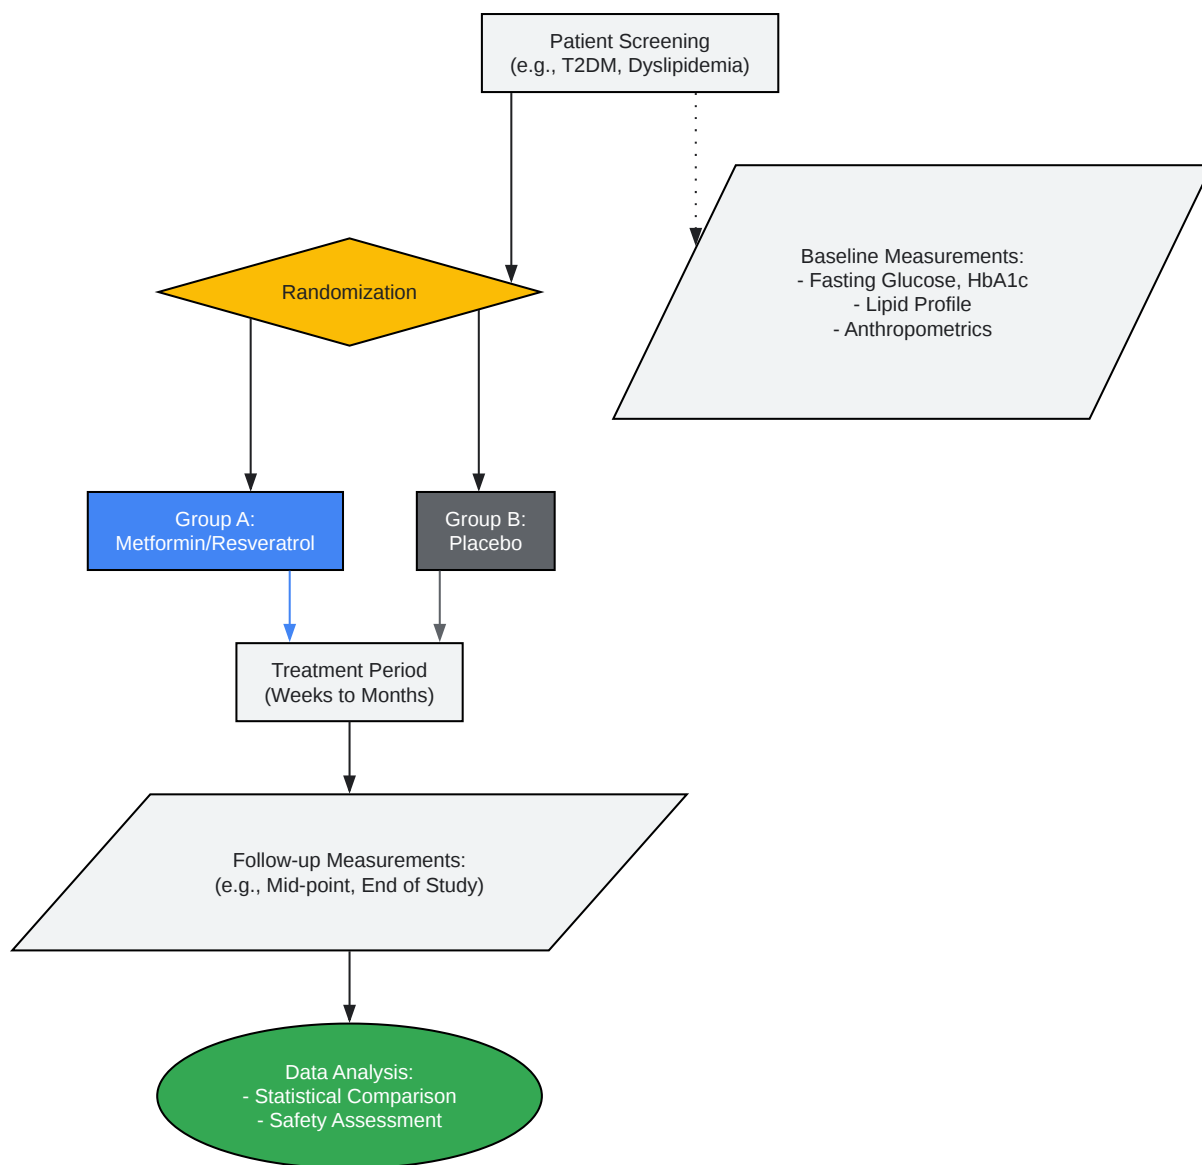 Patient Screening
(e.g., T2DM, Dyslipidemia)
Baseline Measurements:
- Fasting Glucose, HbA1c
- Lipid Profile
- Anthropometrics
Randomization
Group A:
Metformin/Resveratrol
Group B:
Placebo
Treatment Period
(Weeks to Months)
Follow-up Measurements:
(e.g., Mid-point, End of Study)
Data Analysis:
- Statistical Comparison
- Safety Assessment